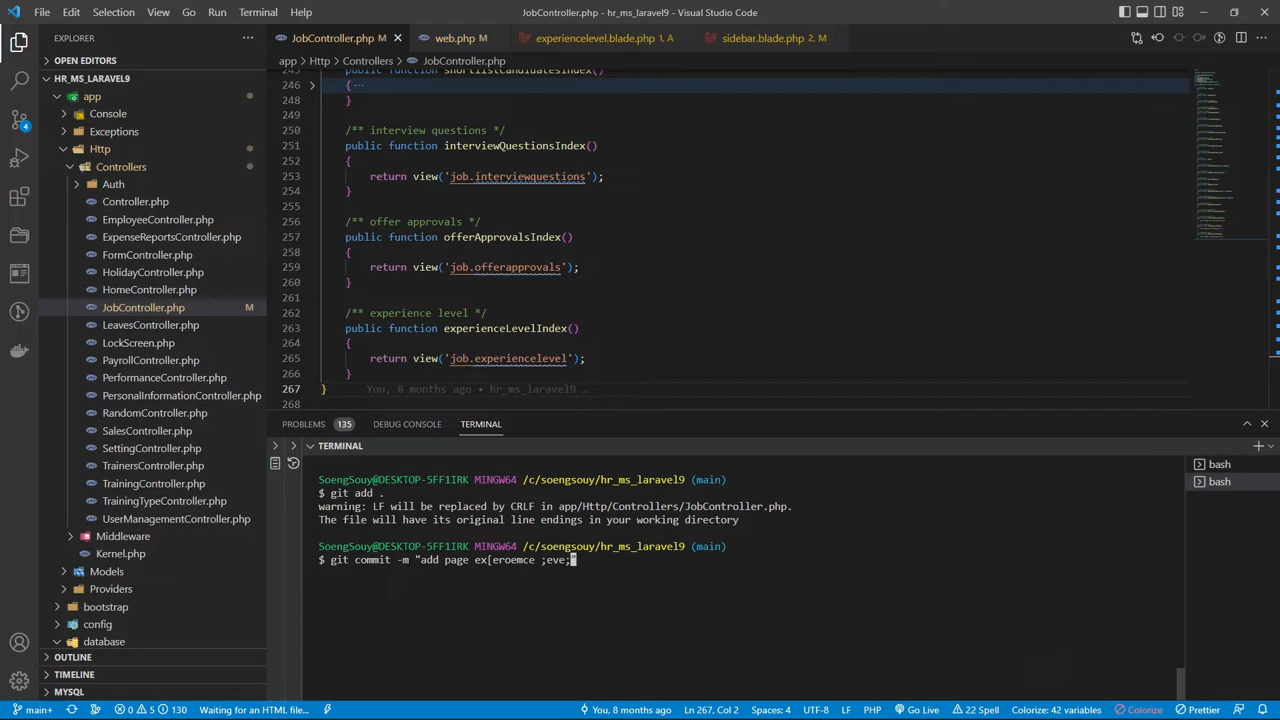 File Edit Selection View Go Run Terminal Help
JobController.php - hr_ms_laravel9 - Visual Studio Code
EXPLORER
JobController.php M
web.php M
experiencelevel.blade.php 1, A
sidebar.blade.php 2, M
OPEN EDITORS
app > Http > Controllers > JobController.php
HR_MS_LARAVEL9
app
Console
Exceptions
Http
Controllers
Auth
Controller.php
EmployeeController.php
ExpenseReportsController.php
FormController.php
HolidayController.php
HomeController.php
JobController.php M
LeavesController.php
LockScreen.php
PayrollController.php
PerformanceController.php
PersonalInformationController.php
RandomController.php
SalesController.php
SettingController.php
TrainersController.php
TrainingController.php
TrainingTypeController.php
UserManagementController.php
Middleware
Kernel.php
Models
Providers
bootstrap
config
database
OUTLINE
TIMELINE
MYSQL
245 public function shortlistCandidatesIndex()
246 { ...
248 }
249
250 /** interview questions */
251 public function interviewQuestionsIndex()
252 {
253 return view('job.interviewquestions');
254 }
255
256 /** offer approvals */
257 public function offerApprovalsIndex()
258 {
259 return view('job.offerapprovals');
260 }
261
262 /** experience level */
263 public function experienceLevelIndex()
264 {
265 return view('job.experiencelevel');
266 }
267 } You, 8 months ago • hr_ms_laravel9 …
268
PROBLEMS 135 DEBUG CONSOLE TERMINAL
TERMINAL
SoengSouy@DESKTOP-5FF1IRK MINGW64 /c/soengsouy/hr_ms_laravel9 (main)
$ git add .
warning: LF will be replaced by CRLF in app/Http/Controllers/JobController.php.
The file will have its original line endings in your working directory
SoengSouy@DESKTOP-5FF1IRK MINGW64 /c/soengsouy/hr_ms_laravel9 (main)
$ git commit -m "add page ex[eroemce ;eve;"
bash
bash
4
main+ 0 5 130 Waiting for an HTML file... You, 8 months ago Ln 267, Col 2 Spaces: 4 UTF-8 LF PHP Go Live 22 Spell Colorize: 42 variables Colorize Prettier